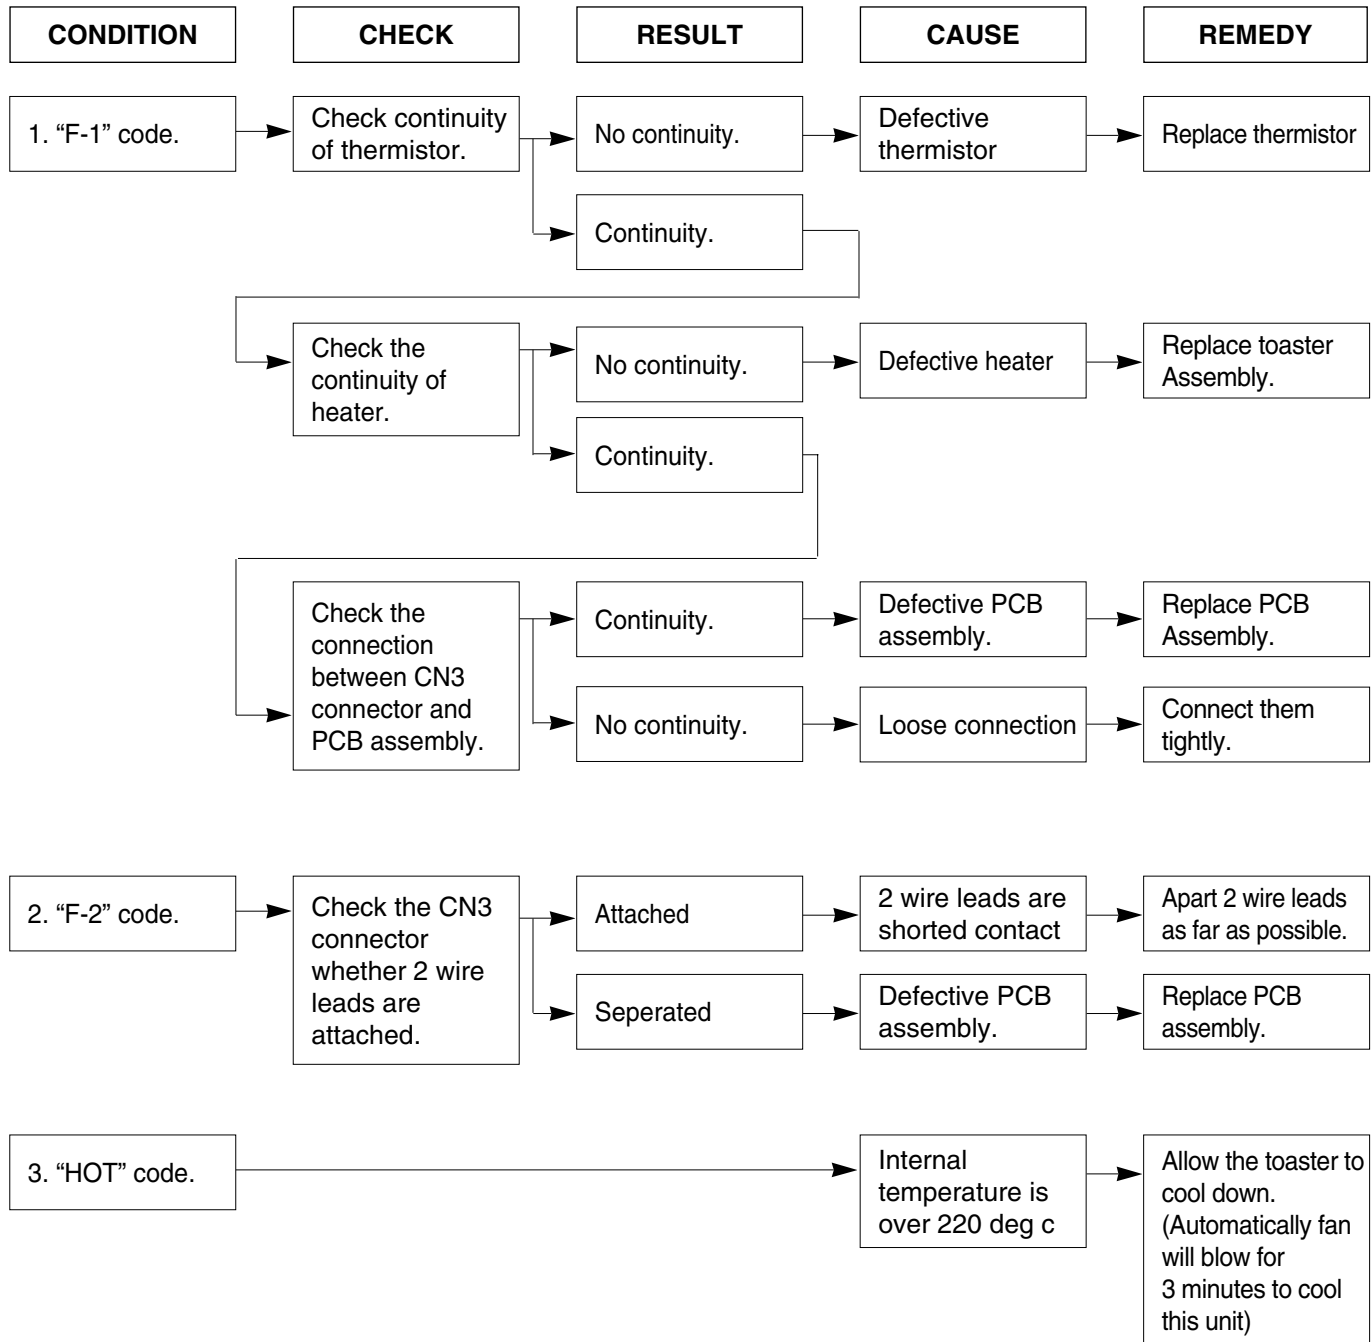 CONDITION
CHECK
RESULT
CAUSE
REMEDY
1. “F-1” code.
Check continuity
of thermistor.
No continuity.
Defective
thermistor
Replace thermistor
Continuity.
Check the
continuity of
heater.
No continuity.
Defective heater
Replace toaster
Assembly.
Continuity.
Check the
connection
between CN3
connector and
PCB assembly.
Continuity.
Defective PCB
assembly.
Replace PCB
Assembly.
No continuity.
Loose connection
Connect them
tightly.
2. “F-2” code.
Check the CN3
connector
whether 2 wire
leads are
attached.
Attached
2 wire leads are
shorted contact
Apart 2 wire leads
as far as possible.
Seperated
Defective PCB
assembly.
Replace PCB
assembly.
3. “HOT” code.
Internal
temperature is
over 220 deg c
Allow the toaster to
cool down.
(Automatically fan
will blow for
3 minutes to cool
this unit)